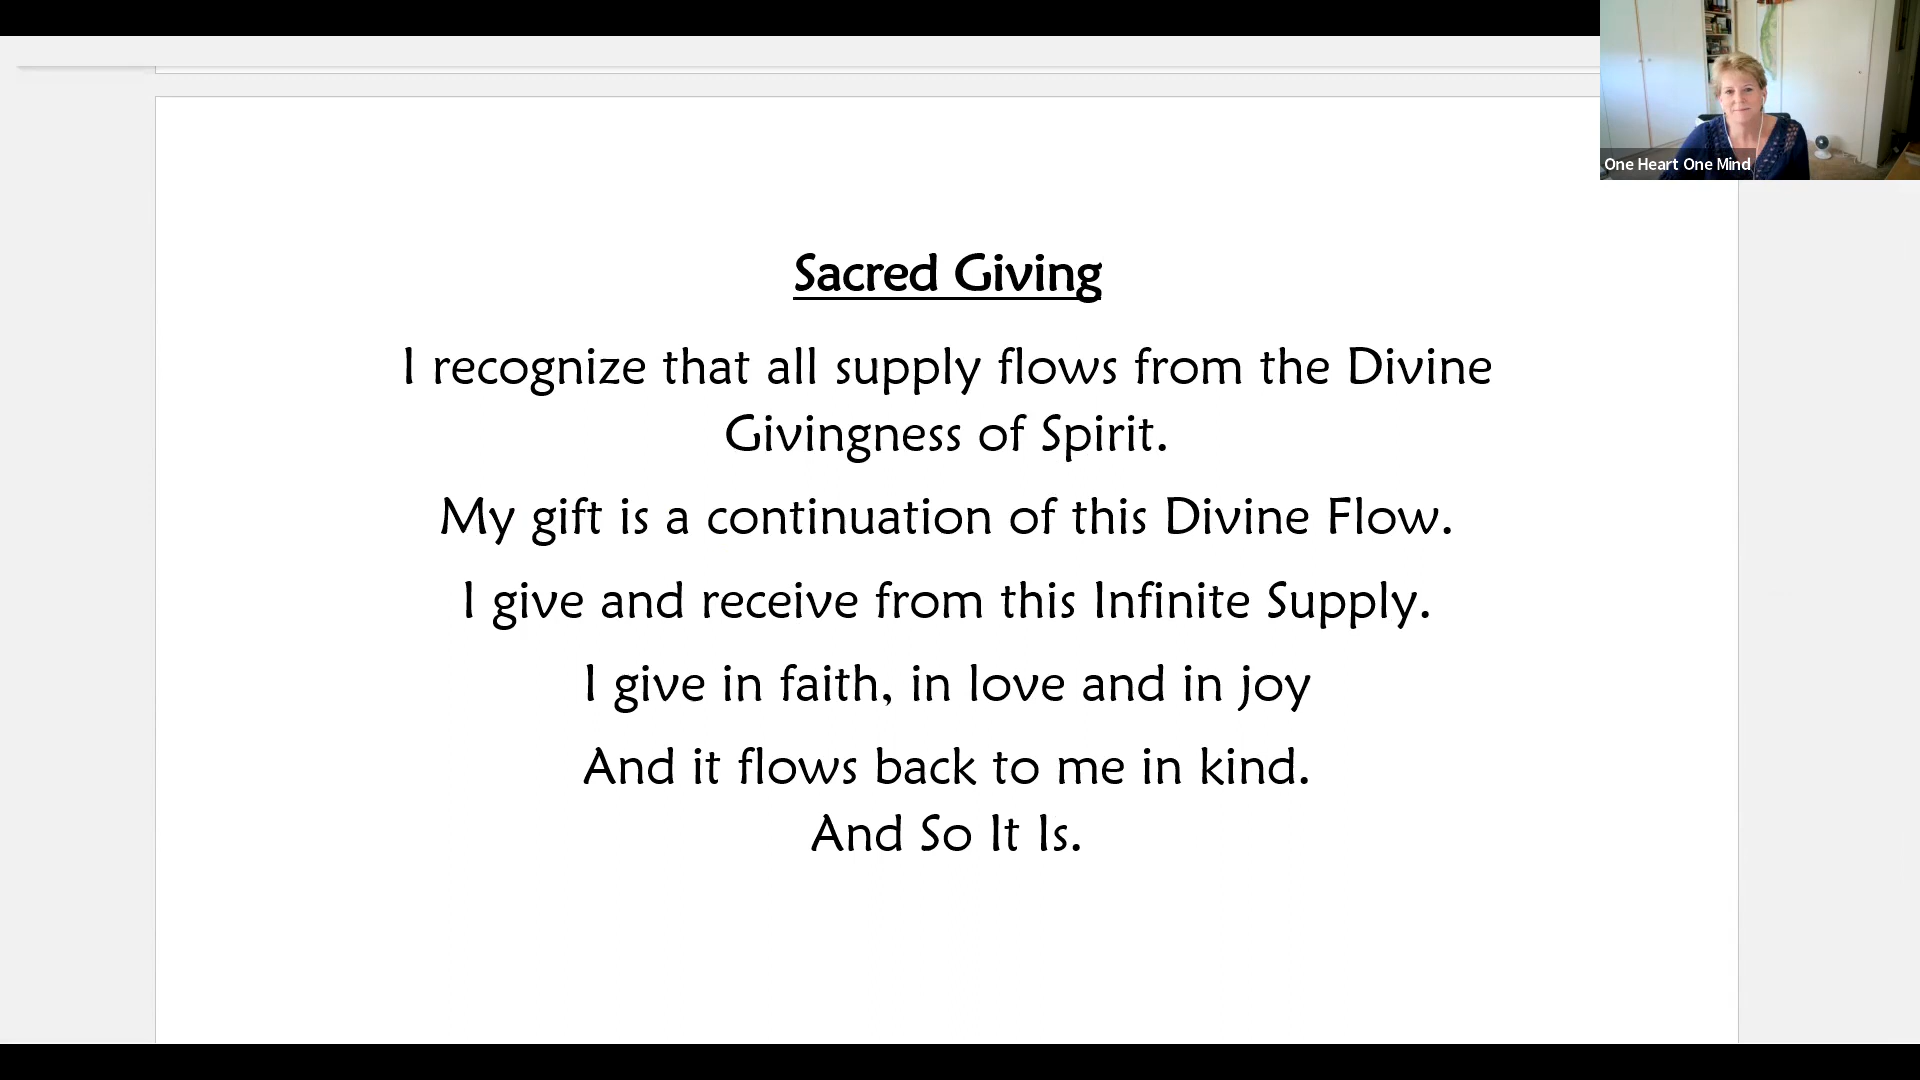 One Heart One Mind
Sacred Giving
I recognize that all supply flows from the Divine
Givingness of Spirit.
My gift is a continuation of this Divine Flow.
I give and receive from this Infinite Supply.
I give in faith, in love and in joy
And it flows back to me in kind.
And So It Is.